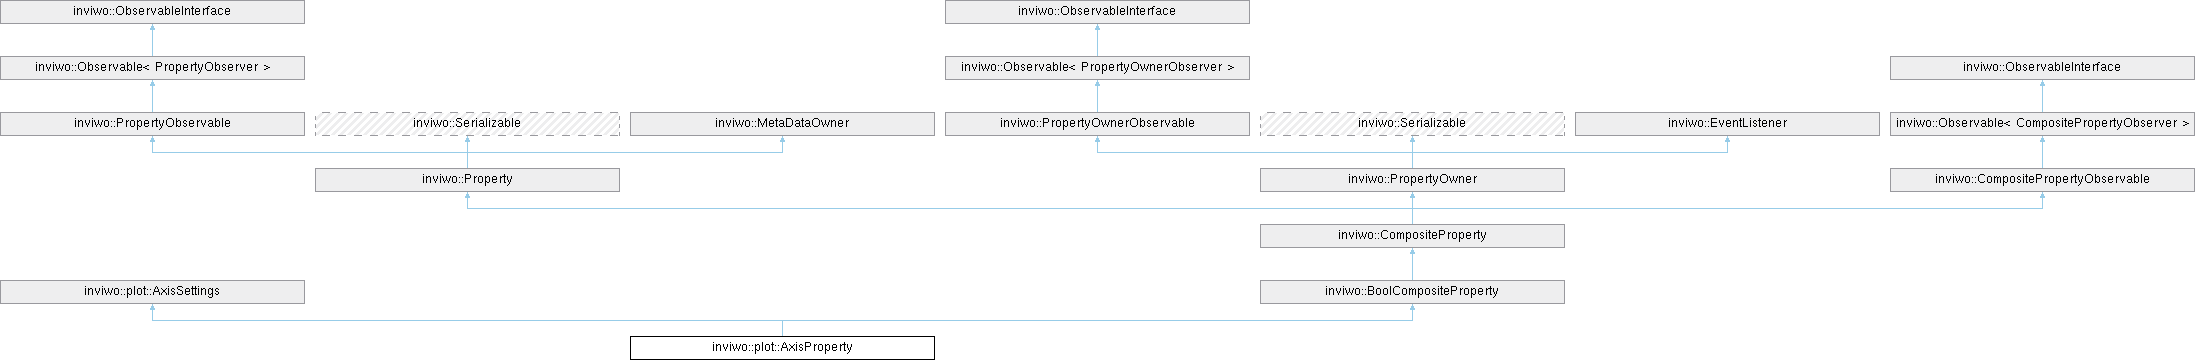 inviwo::ObservableInterface
inviwo::ObservableInterface
inviwo::Observable< PropertyObserver >
inviwo::Observable< PropertyOwnerObserver >
inviwo::ObservableInterface
inviwo::PropertyObservable
inviwo::Serializable
inviwo::MetaDataOwner
inviwo::PropertyOwnerObservable
inviwo::Serializable
inviwo::EventListener
inviwo::Observable< CompositePropertyObserver >
inviwo::Property
inviwo::PropertyOwner
inviwo::CompositePropertyObservable
inviwo::CompositeProperty
inviwo::plot::AxisSettings
inviwo::BoolCompositeProperty
inviwo::plot::AxisProperty